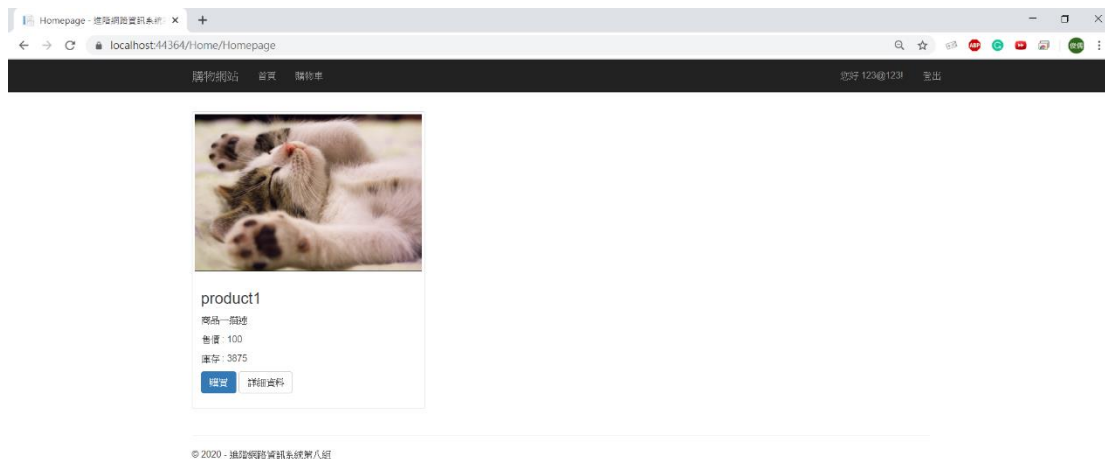 Homepage - 進階網路資訊系統
localhost:44364/Home/Homepage
購物網站 首頁 購物車 您好 123@123! 登出
product1
商品一描述
售價 : 100
庫存 : 3875
購買 詳細資料
© 2020 - 進階網路資訊系統第八組